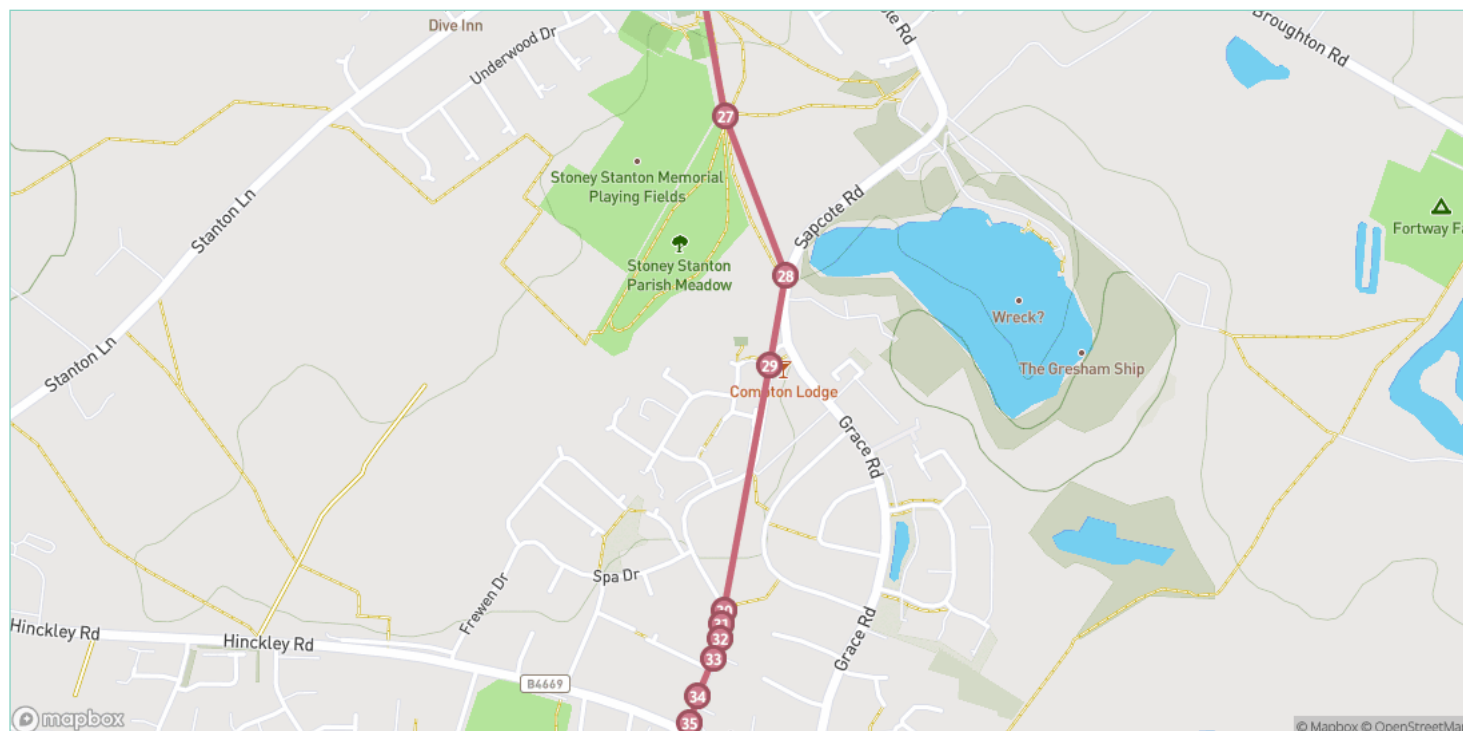 Dive Inn
Underwood Dr
Broughton Rd
27
Stoney Stanton Memorial
Playing Fields
Stanton Ln
Sapcote Rd
Fortway
Stoney Stanton
Parish Meadow
28
Wreck?
Stanton Ln
29
The Gresham Ship
Compton Lodge
Grace Rd
Spa Dr
Frewen Dr
30
31
32
Hinckley Rd
Hinckley Rd
33
Grace Rd
B4669
34
35
mapbox
© Mapbox © OpenStreetMap